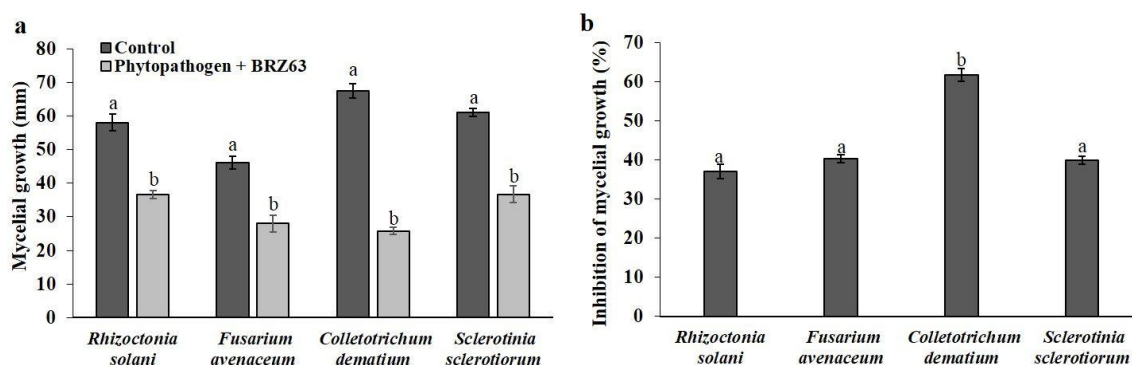 a
Control
Phytopathogen + BRZ63
Mycelial growth (mm)
80
70
60
50
40
30
20
10
0
a
b
a
b
a
b
a
b
Rhizoctonia
solani
Fusarium
avenaceum
Colletotrichum
dematium
Sclerotinia
sclerotiorum
b
Inhibition of mycelial growth (%)
70
60
50
40
30
20
10
0
a
a
b
a
Rhizoctonia
solani
Fusarium
avenaceum
Colletotrichum
dematium
Sclerotinia
sclerotiorum